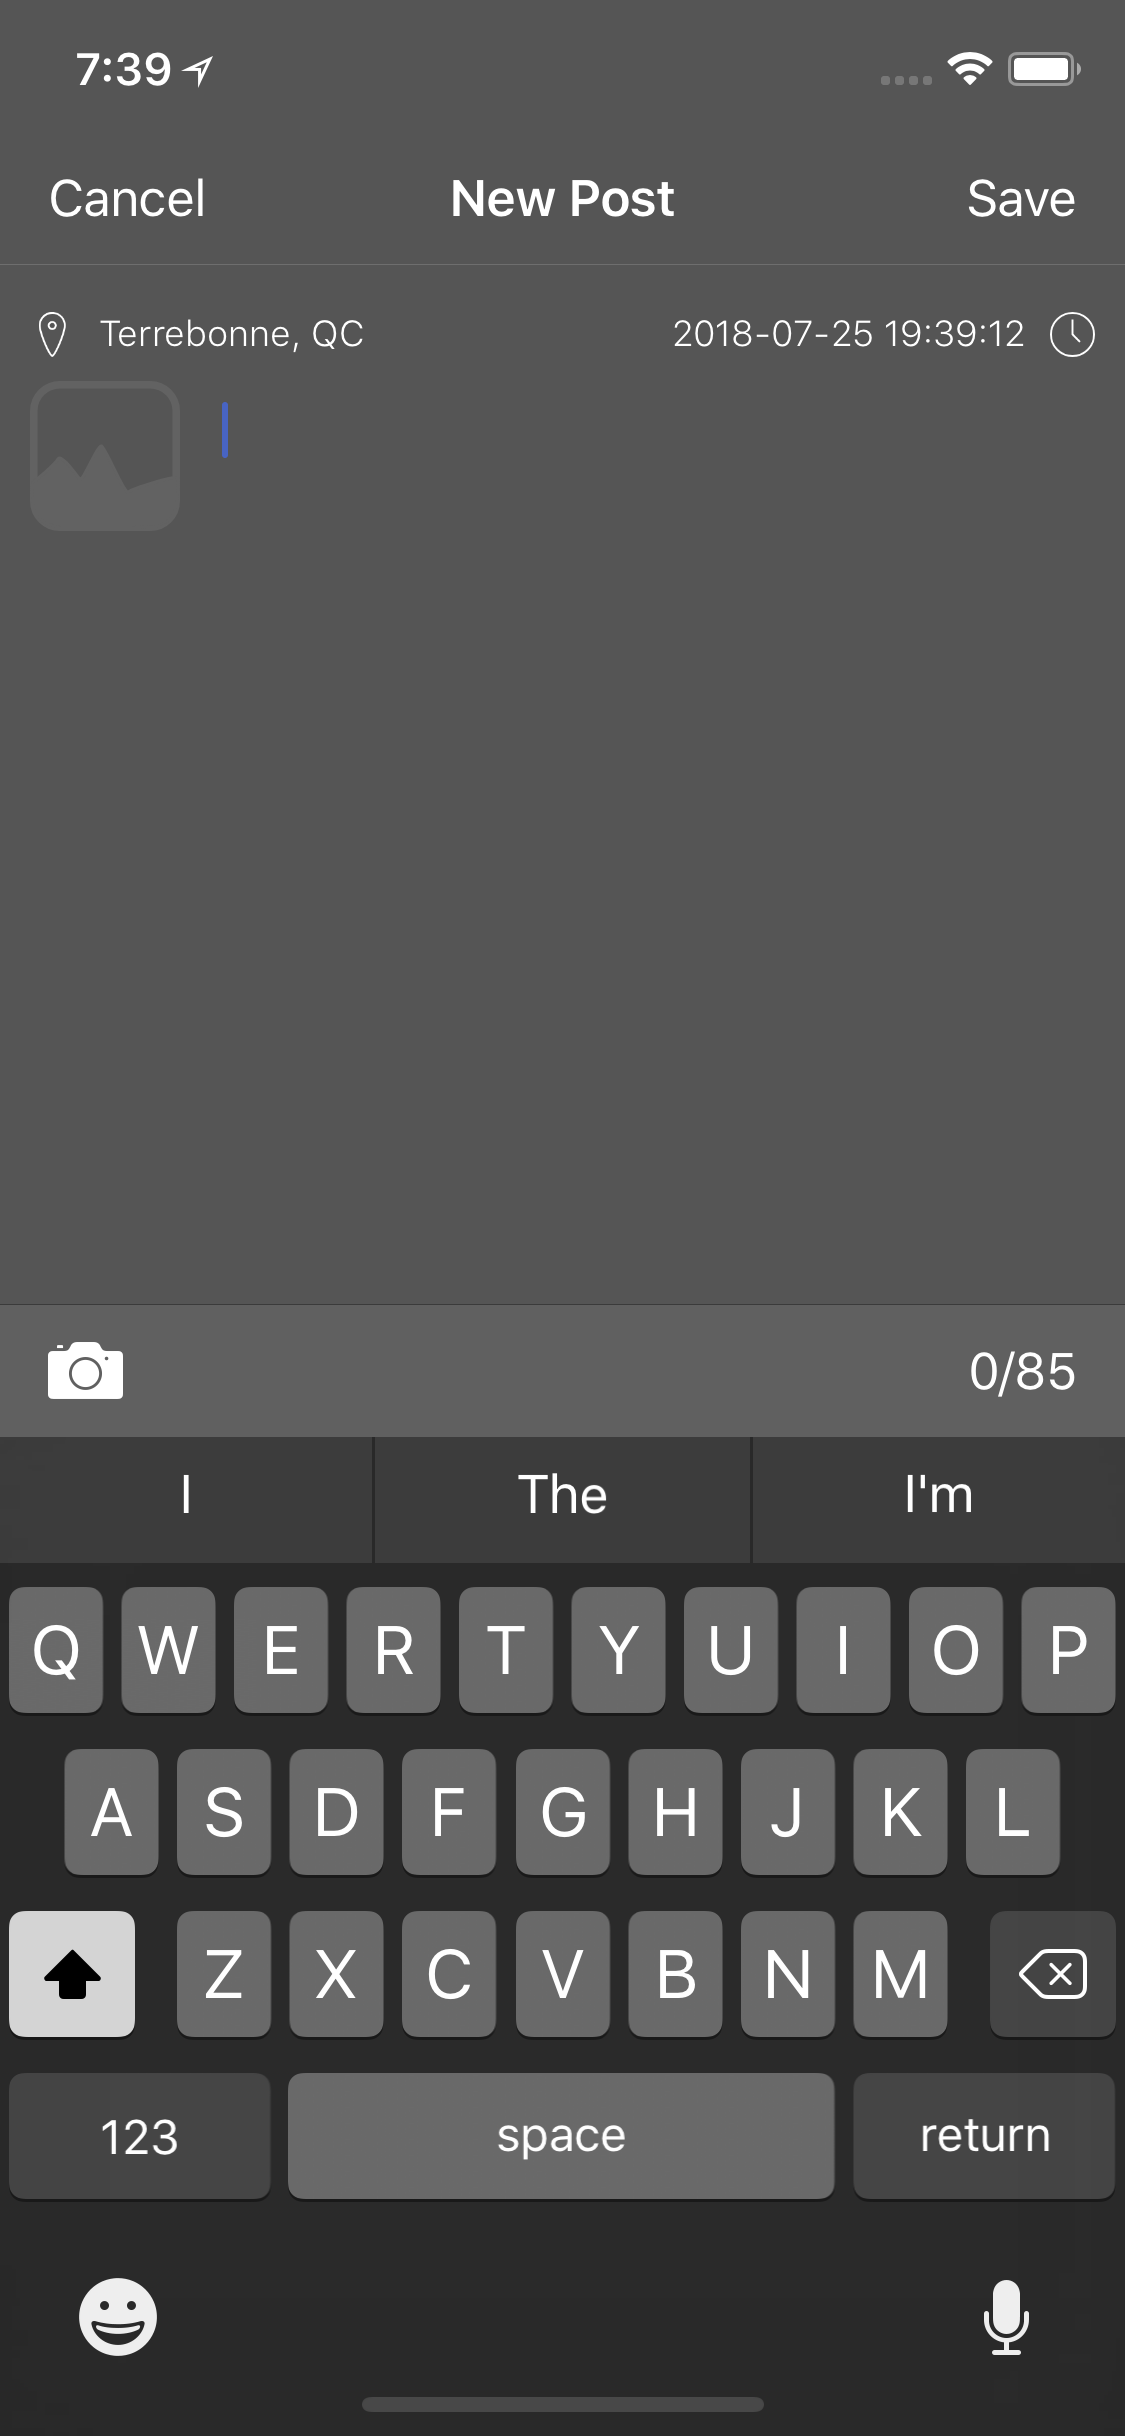 7:39
Cancel New Post Save
Terrebonne, QC 2018-07-25 19:39:12
0/85
I The I'm
Q W E R T Y U I O P
A S D F G H J K L
Z X C V B N M
123 space return